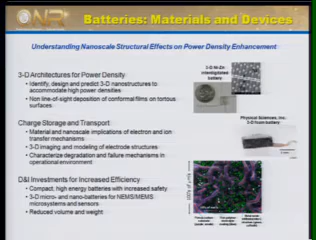 ONR
Batteries: Materials and Devices
Understanding Nanoscale Structural Effects on Power Density Enhancement
3-D Architectures for Power Density
• Identify, design and predict 3-D nanostructures to
accommodate high power densities
• Non line-of-sight deposition of conformal films on tortous
surfaces.
Charge Storage and Transport
• Material and nanoscale implications of electron and ion
transfer mechanisms
• 3-D imaging and modeling of electrode structures
• Characterize degradation and failure mechanisms in
operational environment
D&I Investments for Increased Efficiency
• Compact, high energy batteries with increased safety
• 3-D micro- and nano-batteries for NEMS/MEMS
microsystems and sensors
• Reduced volume and weight
3-D Ni-Zn
interdigitated
battery
Physical Sciences, Inc.